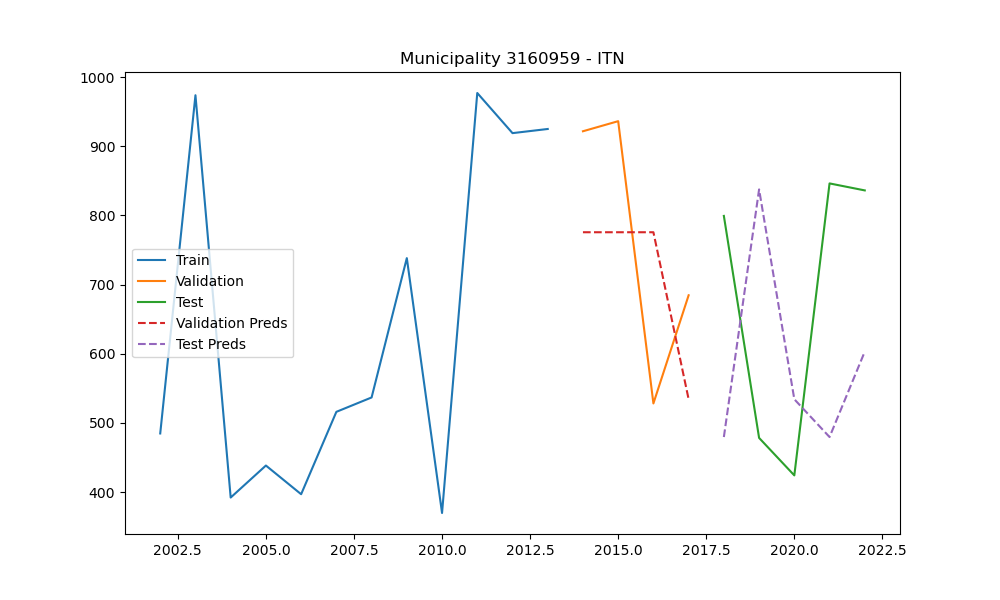 Municipality 3160959 - ITN
1000
900
800
700
600
500
400
Train
Validation
Test
Validation Preds
Test Preds
2002.5 2005.0 2007.5 2010.0 2012.5 2015.0 2017.5 2020.0 2022.5